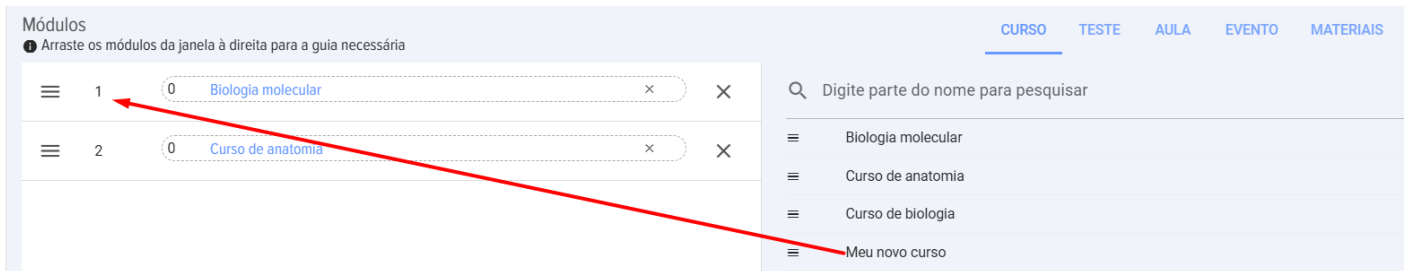 Módulos
Arraste os módulos da janela à direita para a guia necessária
CURSO TESTE AULA EVENTO MATERIAIS
1 0 Biologia molecular
2 0 Curso de anatomia
Digite parte do nome para pesquisar
Biologia molecular
Curso de anatomia
Curso de biologia
Meu novo curso